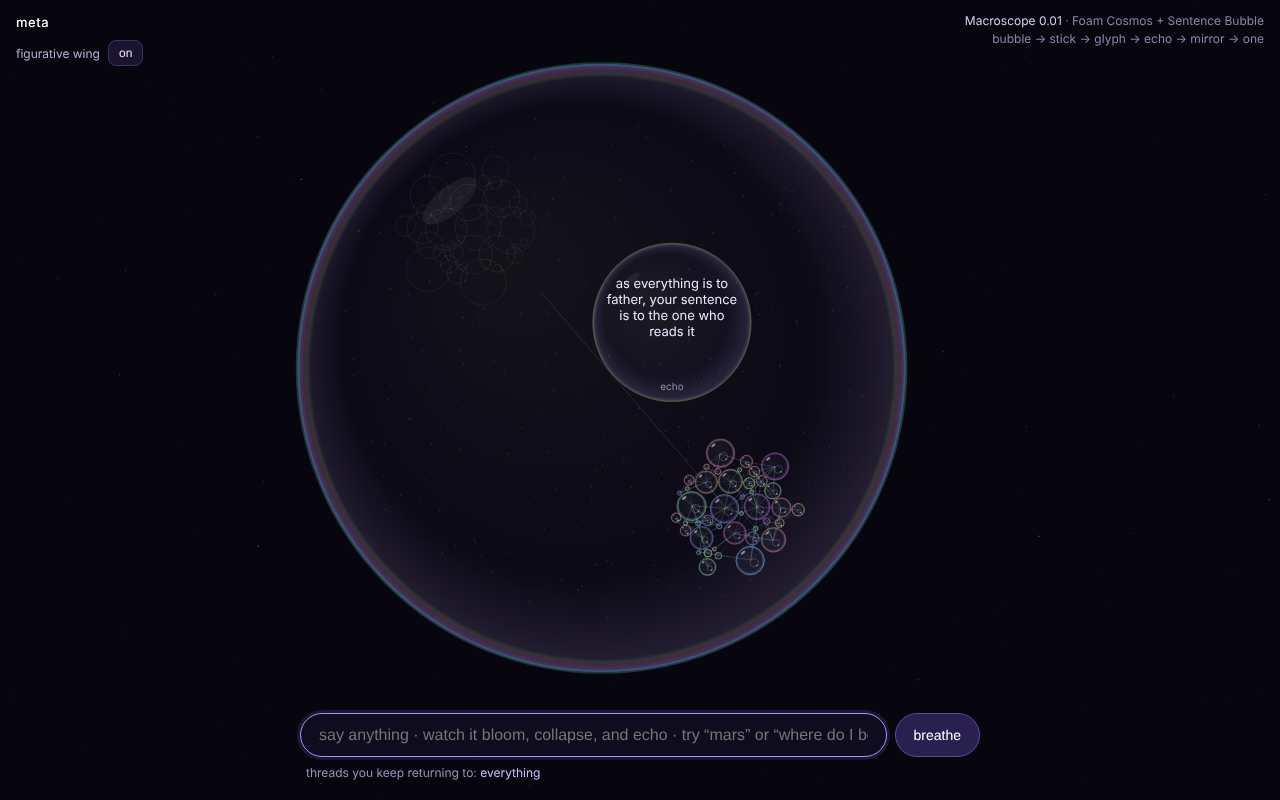 meta
figurative wing on
Macroscope 0.01 · Foam Cosmos + Sentence Bubble
bubble → stick → glyph → echo → mirror → one
as everything is to
father, your sentence
is to the one who
reads it
echo
say anything · watch it bloom, collapse, and echo · try “mars” or “where do I b
breathe
threads you keep returning to: everything